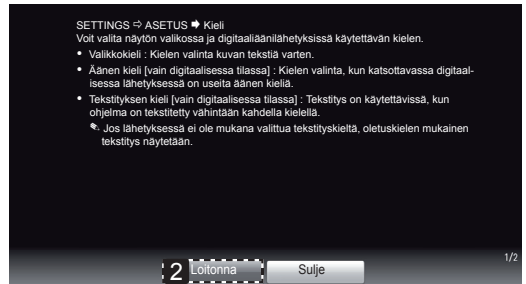 SETTINGS ⇨ ASETUS ➡ Kieli
Voit valita näytön valikossa ja digitaaliäänilähetyksissä käytettävän kielen.
• Valikkokieli : Kielen valinta kuvan tekstiä varten.
• Äänen kieli [vain digitaalisessa tilassa] : Kielen valinta, kun katsottavassa digitaal-
isessa lähetyksessä on useita äänen kieliä.
• Tekstityksen kieli [vain digitaalisessa tilassa] : Tekstitys on käytettävissä, kun
ohjelma on tekstitetty vähintään kahdella kielellä.
✎ Jos lähetyksessä ei ole mukana valittua tekstityskieltä, oletuskielen mukainen
tekstitys näytetään.
1/2
2 Loitonna Sulje